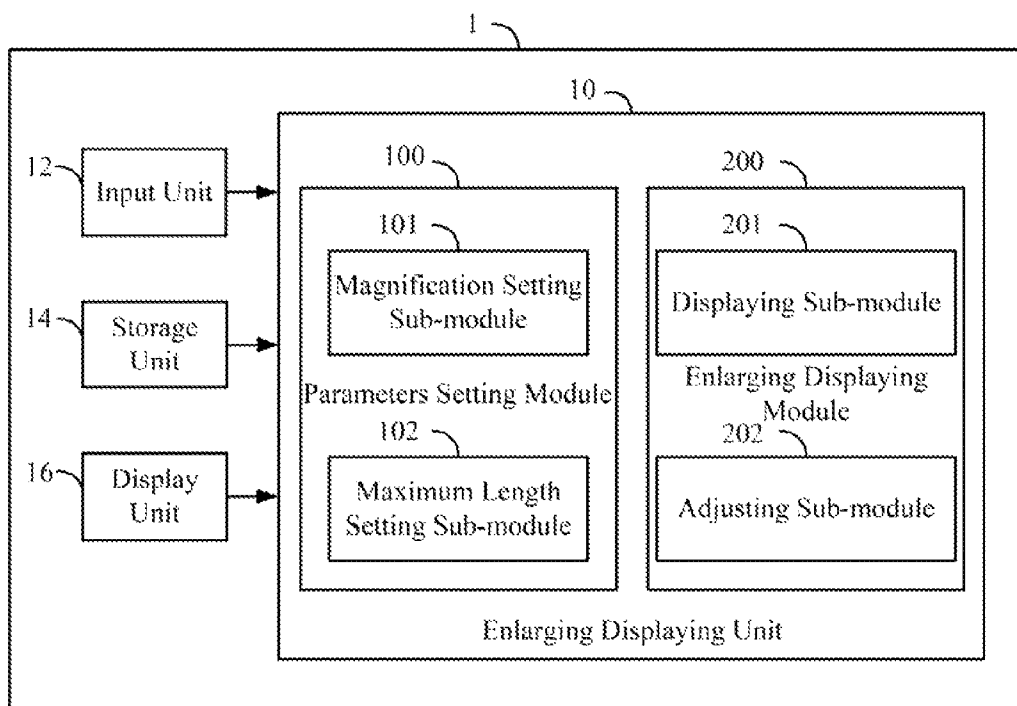 1
10
12
Input Unit
14
Storage
Unit
16
Display
Unit
100
101
Magnification Setting
Sub-module
Parameters Setting Module
102
Maximum Length
Setting Sub-module
200
201
Displaying Sub-module
Enlarging Displaying
Module
202
Adjusting Sub-module
Enlarging Displaying Unit